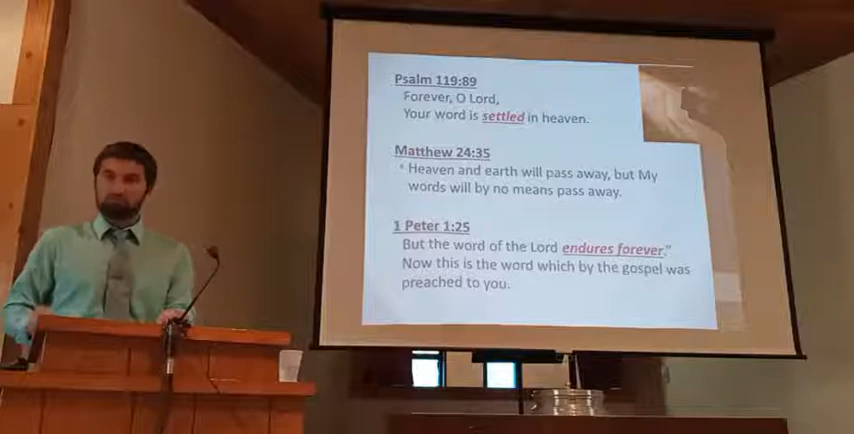 Psalm 119:89
Forever, O Lord,
Your word is settled in heaven.
Matthew 24:35
Heaven and earth will pass away, but My
words will by no means pass away.
1 Peter 1:25
But the word of the Lord endures forever."
Now this is the word which by the gospel was
preached to you.